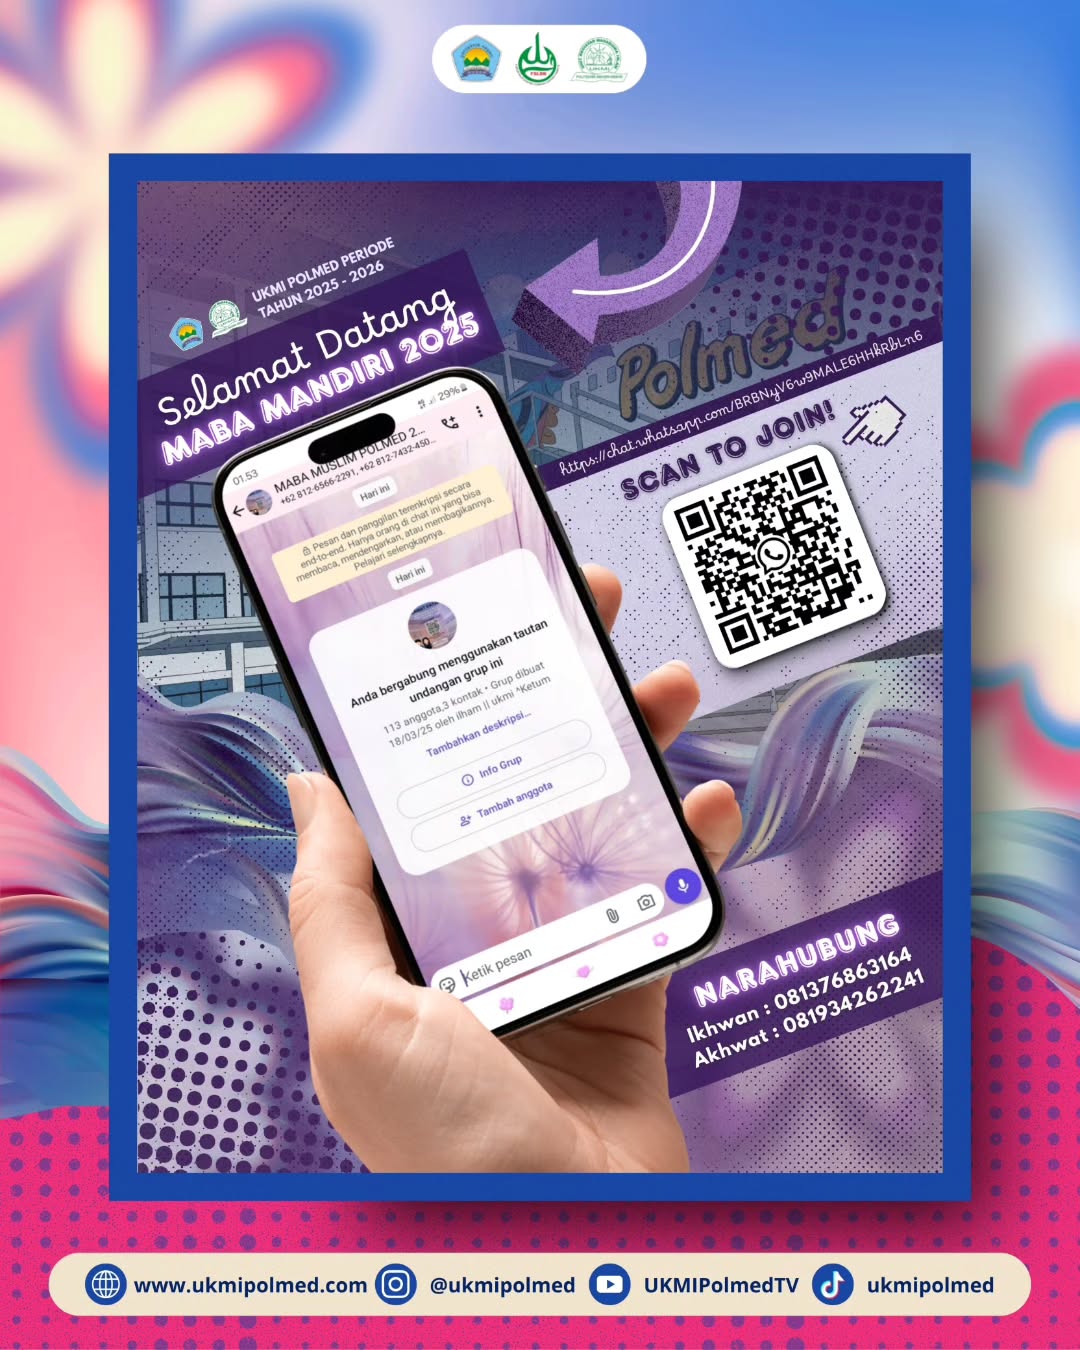 UKMI POLMED PERIODE
TAHUN 2025 - 2026
Selamat Datang
MABA MANDIRI 2025
Polmed
https://chat.whatsapp.com/BRBNyV6w9MALE6HHkRbLn6
SCAN TO JOIN!
01.53
29%
MABA MUSLIM POLMED 2...
+62 812-6566-2291, +62 812-7432-450...
Hari ini
Pesan dan panggilan terenkripsi secara
end-to-end. Hanya orang di chat ini yang bisa
membaca, mendengarkan, atau membagikannya.
Pelajari selengkapnya.
Hari ini
Anda bergabung menggunakan tautan
undangan grup ini
113 anggota,3 kontak • Grup dibuat
18/03/25 oleh ilham || ukmi *Ketum
Tambahkan deskripsi...
Info Grup
Tambah anggota
Ketik pesan
NARAHUBUNG
Ikhwan : 081376863164
Akhwat : 081934262241
www.ukmipolmed.com
@ukmipolmed
UKMIPolmedTV
ukmipolmed